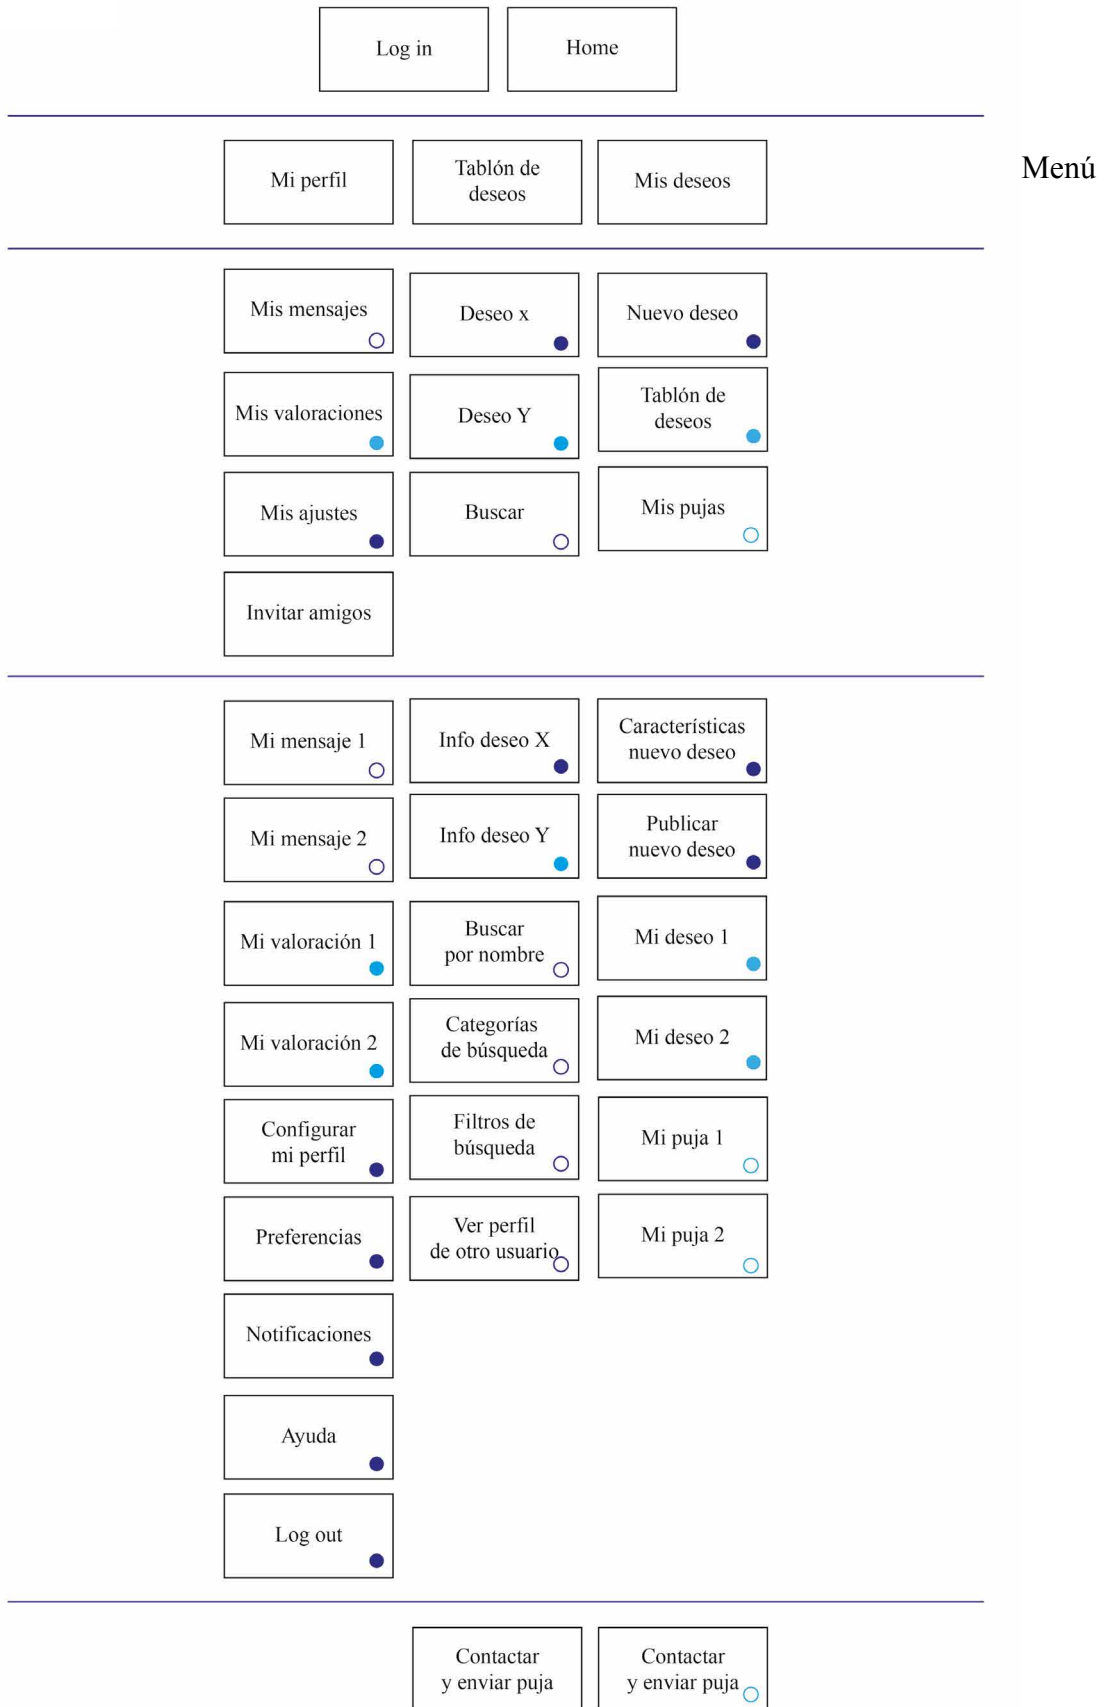 Log in
Home
Mi perfil
Tablón de
deseos
Mis deseos
Menú
Mis mensajes
Deseo x
Nuevo deseo
Mis valoraciones
Deseo Y
Tablón de
deseos
Mis ajustes
Buscar
Mis pujas
Invitar amigos
Mi mensaje 1
Info deseo X
Característícas
nuevo deseo
Mi mensaje 2
Info deseo Y
Publicar
nuevo deseo
Mi valoración 1
Buscar
por nombre
Mi deseo 1
Mi valoración 2
Categorías
de búsqueda
Mi deseo 2
Configurar
mi perfil
Filtros de
búsqueda
Mi puja 1
Preferencias
Ver perfil
de otro usuario
Mi puja 2
Notificaciones
Ayuda
Log out
Contactar
y enviar puja
Contactar
y enviar puja